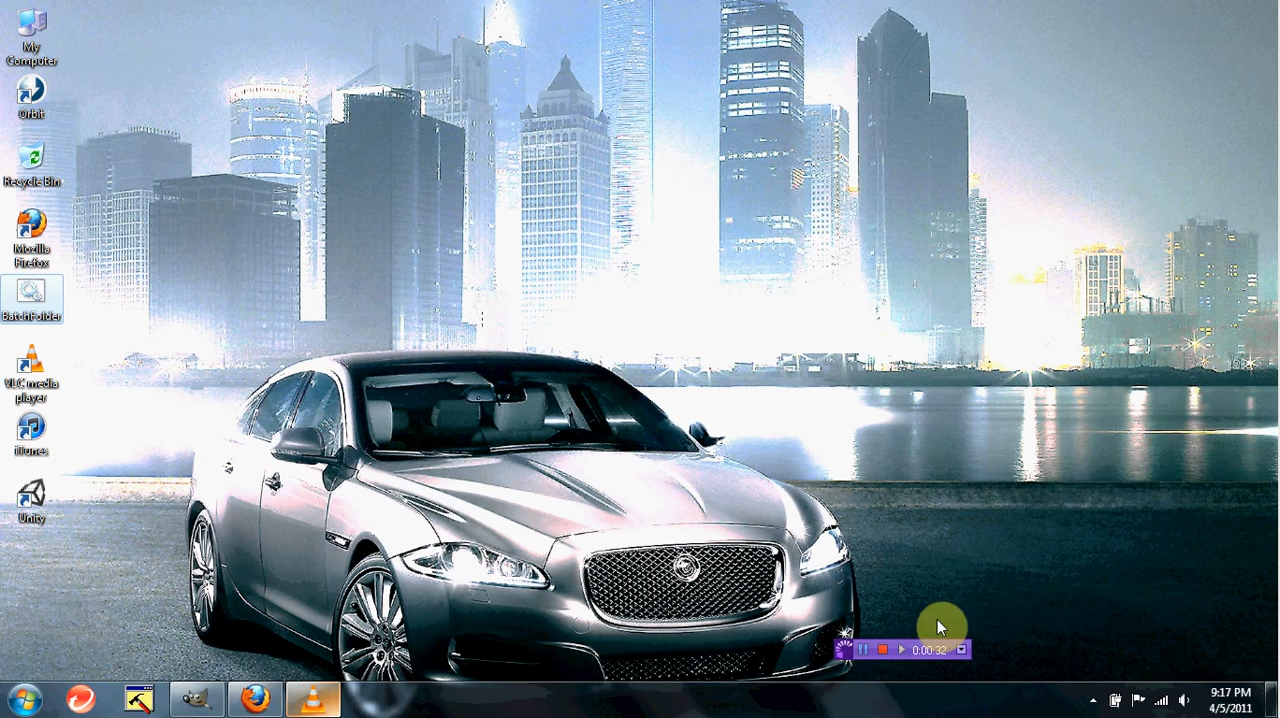 My
Computer
Orbit
Recycle Bin
Mozilla
Firefox
BatchFolder
VLC media
player
iTunes
Unity
0:00:32
9:17 PM
4/5/2011